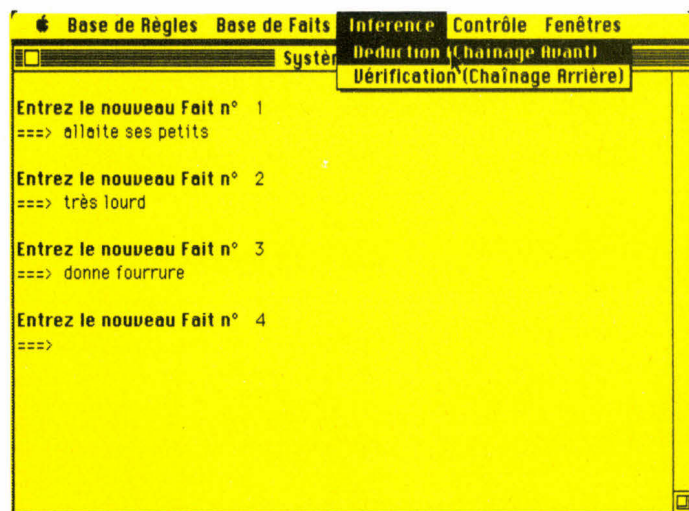 Base de Règles Base de Faits Inférence Contrôle Fenêtres
Systèm
Déduction (Chaînage Avant)
Vérification (Chaînage Arrière)
Entrez le nouveau Fait n° 1
===> allaite ses petits
Entrez le nouveau Fait n° 2
===> très lourd
Entrez le nouveau Fait n° 3
===> donne fourrure
Entrez le nouveau Fait n° 4
===>